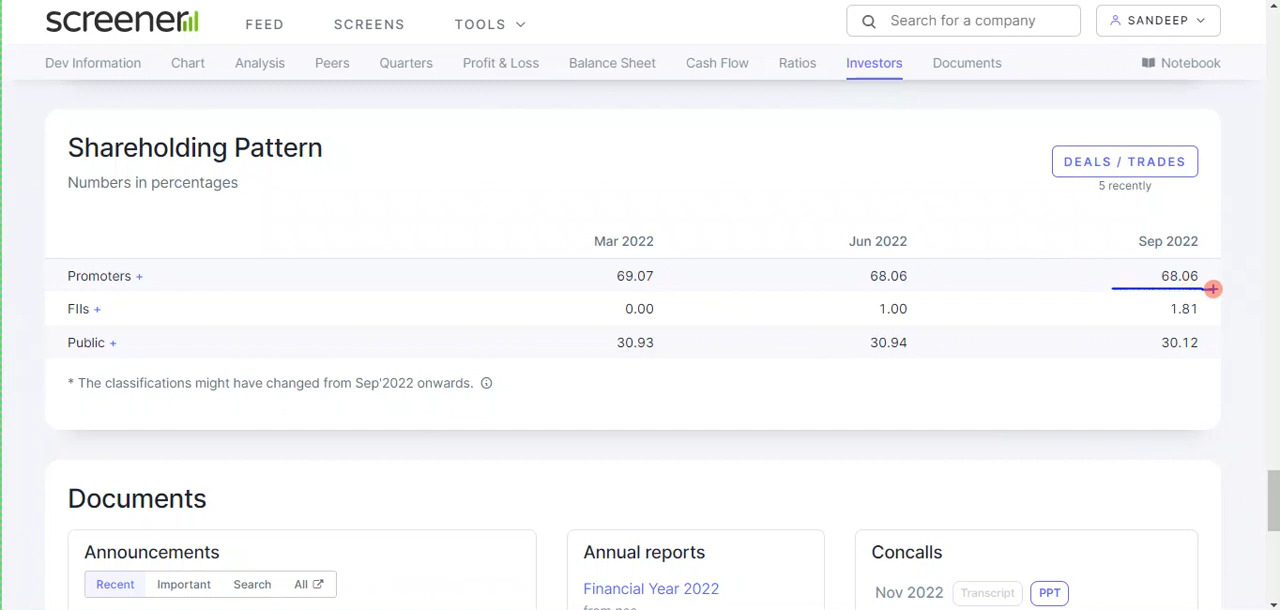 screener
FEED SCREENS TOOLS
Search for a company
SANDEEP
Dev Information Chart Analysis Peers Quarters Profit & Loss Balance Sheet Cash Flow Ratios Investors Documents Notebook
Shareholding Pattern
DEALS / TRADES
Numbers in percentages
5 recently
Mar 2022 Jun 2022 Sep 2022
Promoters + 69.07 68.06 68.06
FIIs + 0.00 1.00 1.81
Public + 30.93 30.94 30.12
* The classifications might have changed from Sep'2022 onwards.
Documents
Announcements
Recent Important Search All
Annual reports
Financial Year 2022
from nse
Concalls
Nov 2022 Transcript PPT